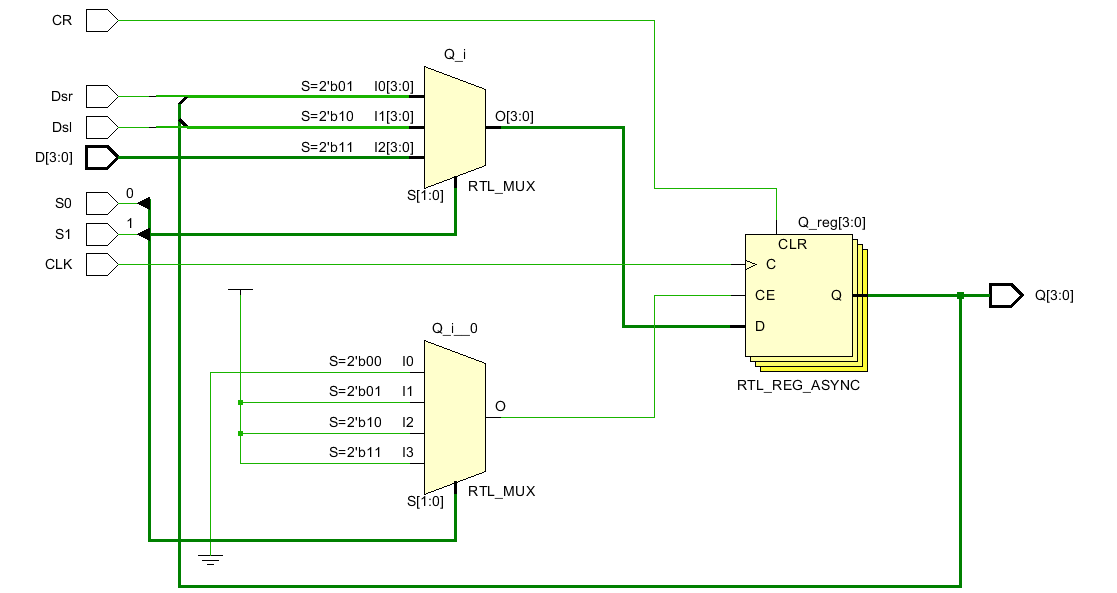 CR
Q_i
Dsr
S=2'b01 I0[3:0]
Dsl
S=2'b10 I1[3:0]
O[3:0]
D[3:0]
S=2'b11 I2[3:0]
RTL_MUX
S[1:0]
S0
0
S1
1
CLK
Q_reg[3:0]
CLR
C
CE
Q
D
Q[3:0]
RTL_REG_ASYNC
Q_i__0
S=2'b00 I0
S=2'b01 I1
O
S=2'b10 I2
S=2'b11 I3
RTL_MUX
S[1:0]